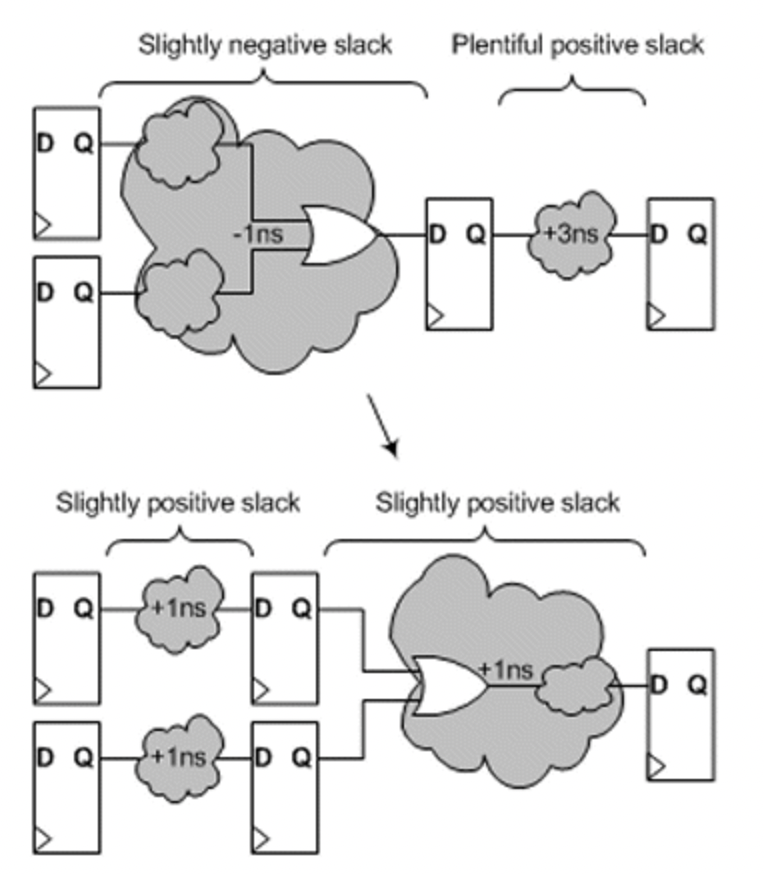 Slightly negative slack
Plentiful positive slack
D Q
D Q
-1ns
D Q
+3ns
D Q
Slightly positive slack
Slightly positive slack
D Q
+1ns
D Q
D Q
+1ns
D Q
+1ns
D Q